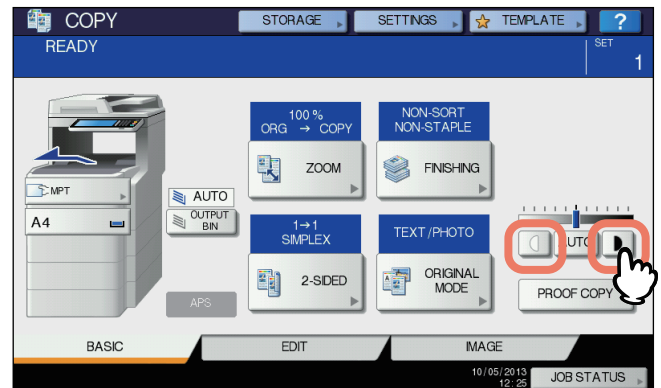 COPY
STORAGE
SETTINGS
TEMPLATE
?
READY
SET
1
100 %
ORG → COPY
NON-SORT
NON-STAPLE
ZOOM
FINISHING
MPT
A4
AUTO
OUTPUT
BIN
1→1
SIMPLEX
TEXT/PHOTO
2-SIDED
ORIGINAL
MODE
AUTO
APS
PROOF COPY
BASIC
EDIT
IMAGE
10/05/2013
12:25
JOB STATUS